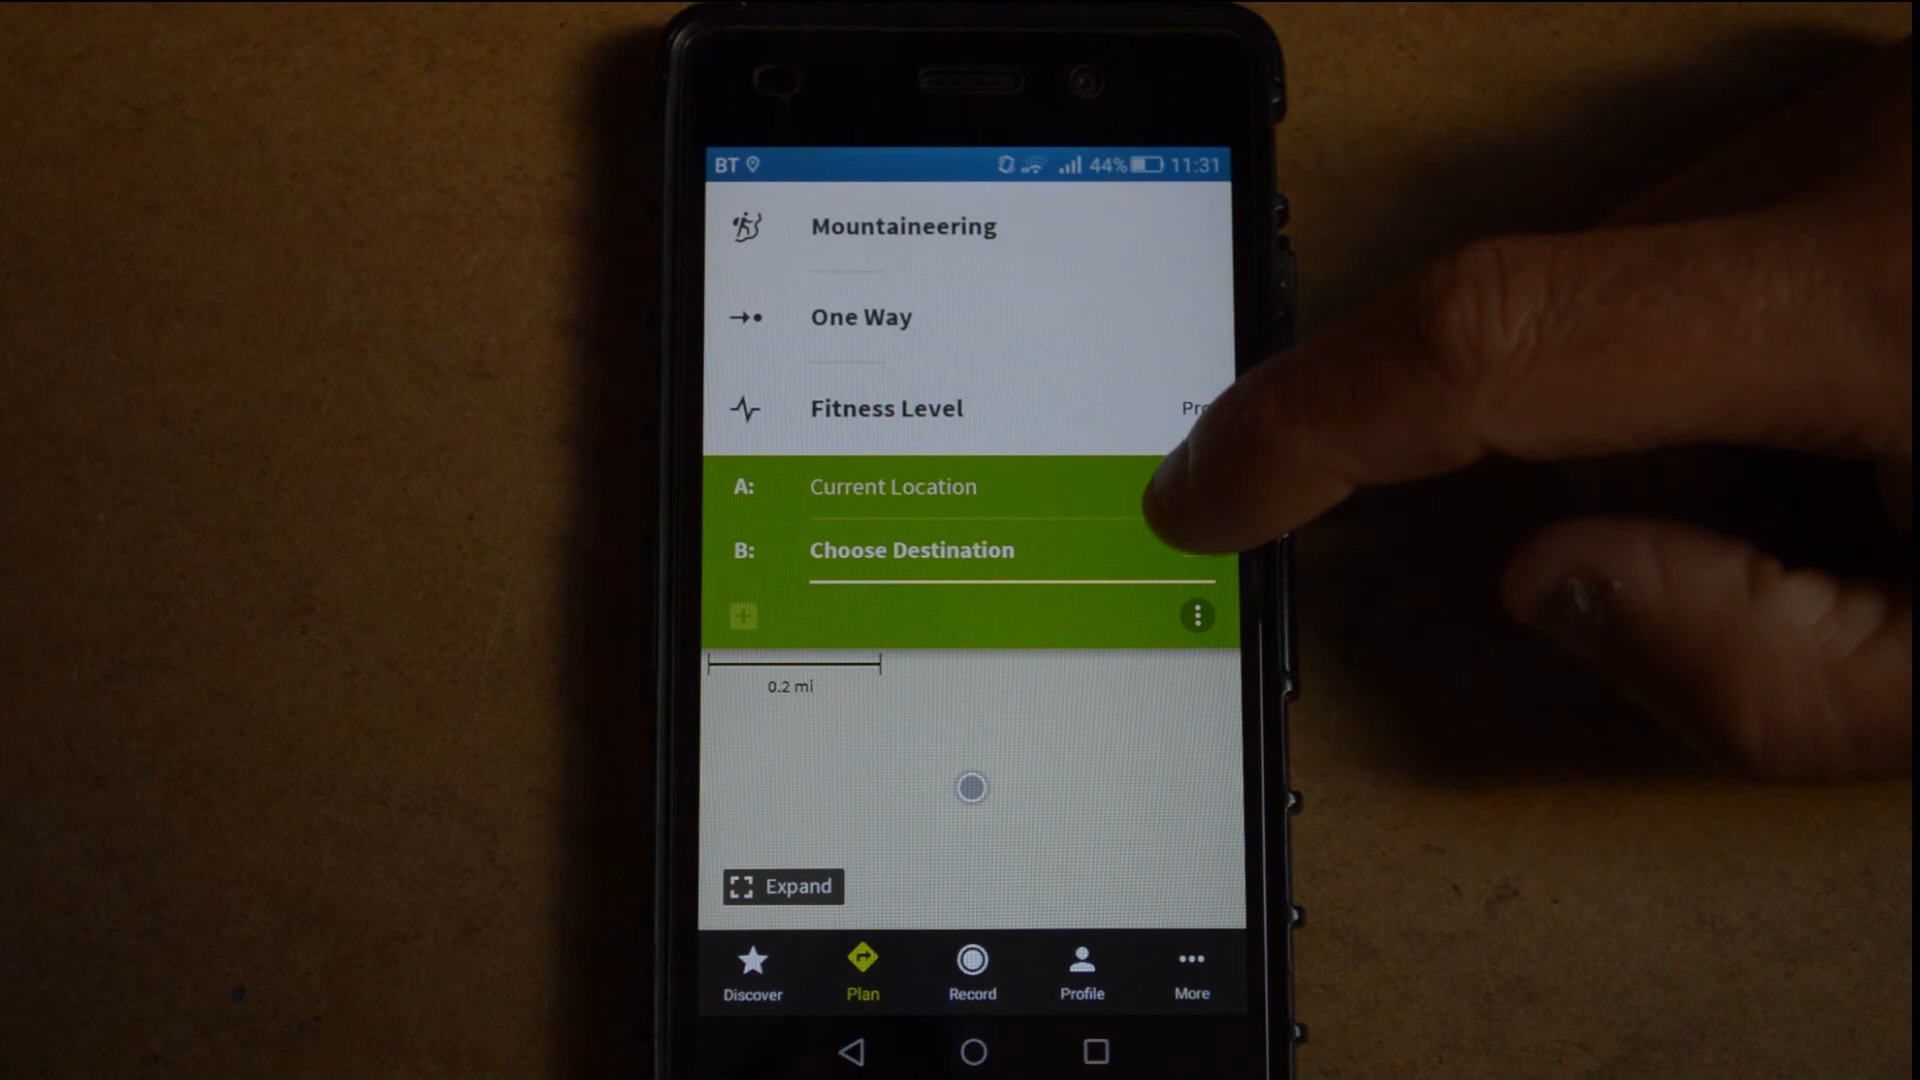 BT 44% 11:31
Mountaineering
One Way
Fitness Level
A: Current Location
B: Choose Destination
0.2 mi
Expand
Discover Plan Record Profile More